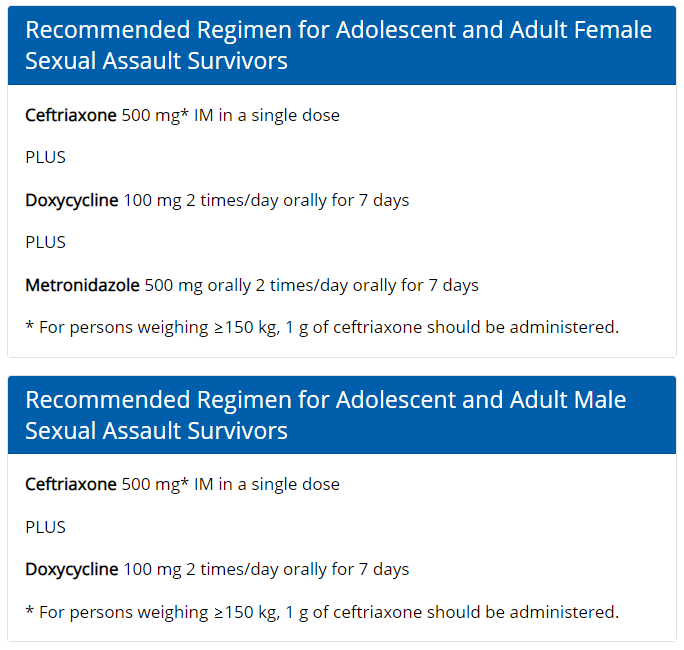 Recommended Regimen for Adolescent and Adult Female
Sexual Assault Survivors
Ceftriaxone 500 mg* IM in a single dose
PLUS
Doxycycline 100 mg 2 times/day orally for 7 days
PLUS
Metronidazole 500 mg orally 2 times/day orally for 7 days
* For persons weighing ≥150 kg, 1 g of ceftriaxone should be administered.
Recommended Regimen for Adolescent and Adult Male
Sexual Assault Survivors
Ceftriaxone 500 mg* IM in a single dose
PLUS
Doxycycline 100 mg 2 times/day orally for 7 days
* For persons weighing ≥150 kg, 1 g of ceftriaxone should be administered.